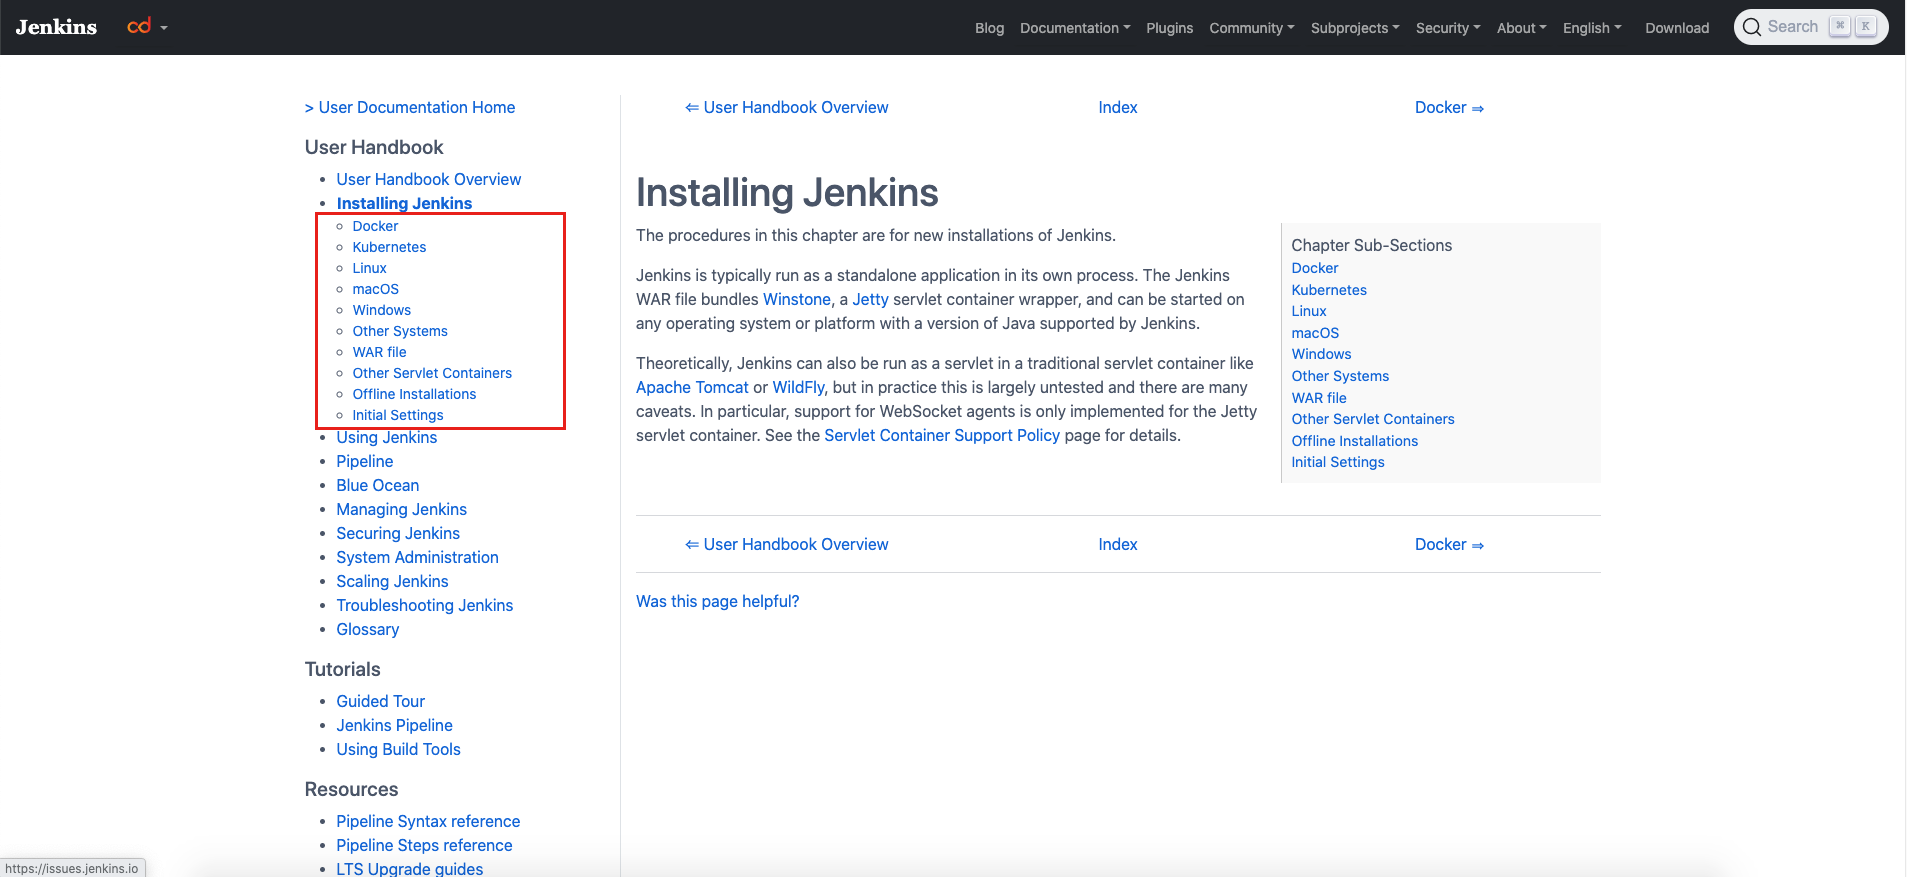 Jenkins cd Blog Documentation Plugins Community Subprojects Security About English Download Search ⌘ K
> User Documentation Home
User Handbook
User Handbook Overview
Installing Jenkins
Docker
Kubernetes
Linux
macOS
Windows
Other Systems
WAR file
Other Servlet Containers
Offline Installations
Initial Settings
Using Jenkins
Pipeline
Blue Ocean
Managing Jenkins
Securing Jenkins
System Administration
Scaling Jenkins
Troubleshooting Jenkins
Glossary
Tutorials
Guided Tour
Jenkins Pipeline
Using Build Tools
Resources
Pipeline Syntax reference
Pipeline Steps reference
LTS Upgrade guides
⇐ User Handbook Overview Index Docker ⇒
Installing Jenkins
The procedures in this chapter are for new installations of Jenkins.
Jenkins is typically run as a standalone application in its own process. The Jenkins
WAR file bundles Winstone, a Jetty servlet container wrapper, and can be started on
any operating system or platform with a version of Java supported by Jenkins.
Theoretically, Jenkins can also be run as a servlet in a traditional servlet container like
Apache Tomcat or WildFly, but in practice this is largely untested and there are many
caveats. In particular, support for WebSocket agents is only implemented for the Jetty
servlet container. See the Servlet Container Support Policy page for details.
Chapter Sub-Sections
Docker
Kubernetes
Linux
macOS
Windows
Other Systems
WAR file
Other Servlet Containers
Offline Installations
Initial Settings
⇐ User Handbook Overview Index Docker ⇒
Was this page helpful?
https://issues.jenkins.io